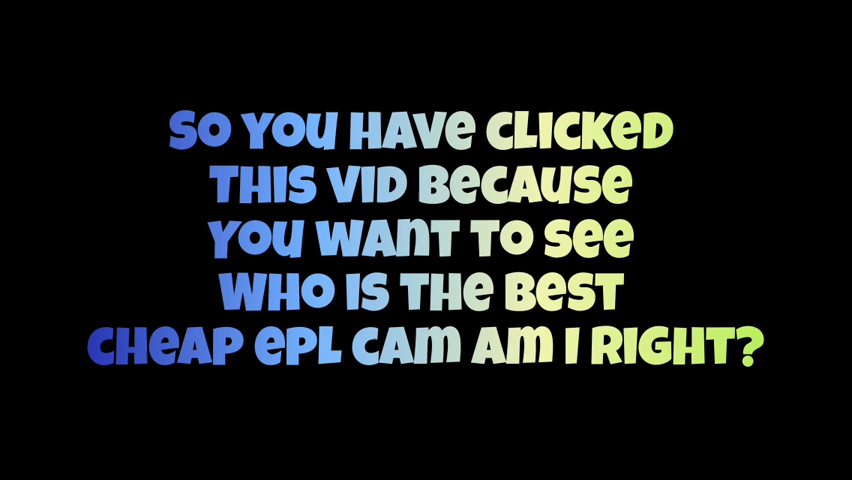 So you have clicked
this vid because
you want to see
who is the best
cheap epl cam am i right?